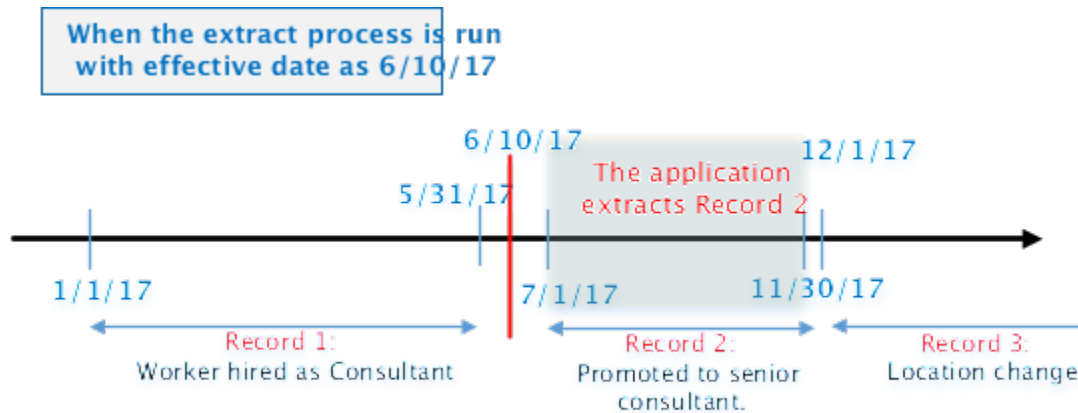 When the extract process is run
with effective date as 6/10/17
6/10/17
12/1/17
The application
extracts Record 2
5/31/17
1/1/17
7/1/17
11/30/17
Record 1:
Worker hired as Consultant
Record 2:
Promoted to senior
consultant.
Record 3:
Location change